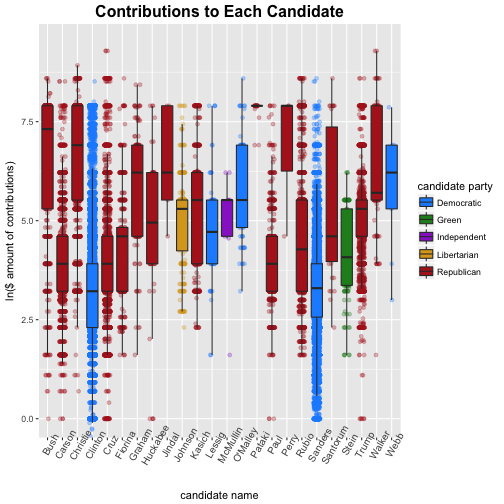 Contributions to Each Candidate
ln($ amount of contributions)
7.5
5.0
2.5
0.0
Bush
Carson
Christie
Clinton
Cruz
Fiorina
Graham
Huckabee
Jindal
Johnson
Kasich
Lessig
McMullin
O'Malley
Pataki
Paul
Perry
Rubio
Sanders
Santorum
Stein
Trump
Walker
Webb
candidate name
candidate party
Democratic
Green
Independent
Libertarian
Republican